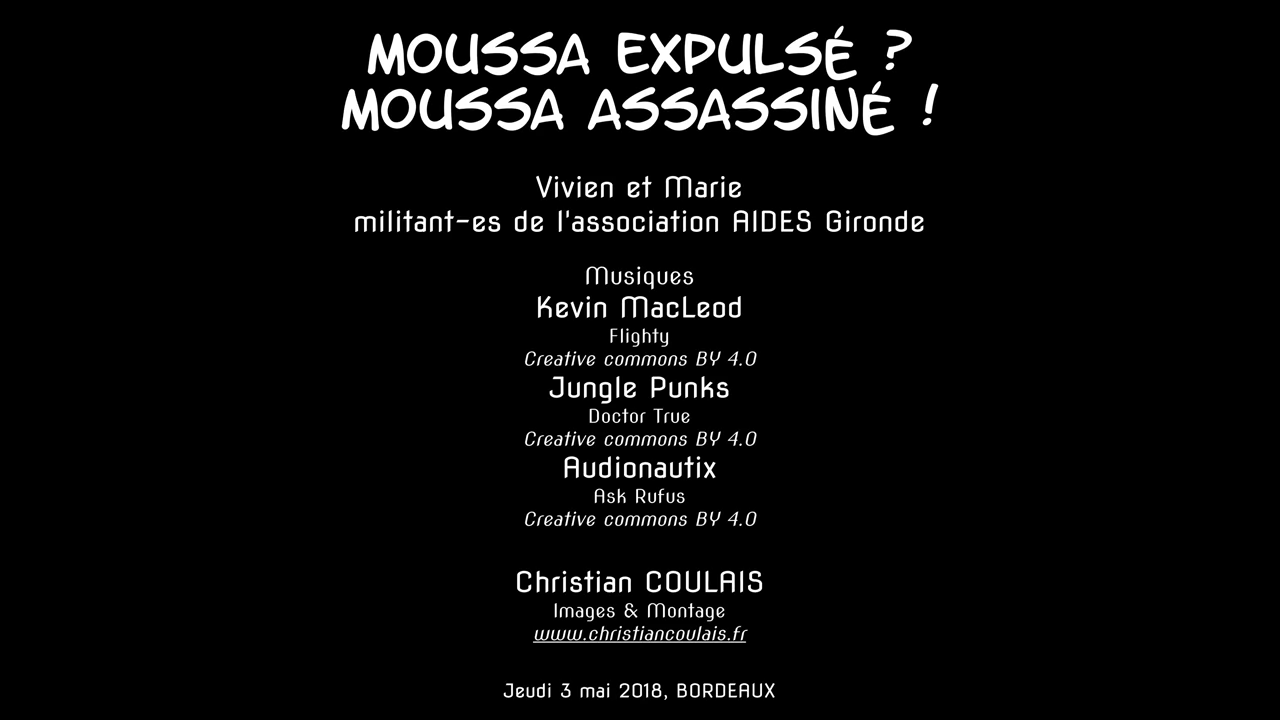 MOUSSA EXPULSÉ ?
MOUSSA ASSASSINÉ !
Vivien et Marie
militant-es de l'association AIDES Gironde
Musiques
Kevin MacLeod
Flighty
Creative commons BY 4.0
Jungle Punks
Doctor True
Creative commons BY 4.0
Audionautix
Ask Rufus
Creative commons BY 4.0
Christian COULAIS
Images & Montage
www.christiancoulais.fr
Jeudi 3 mai 2018, BORDEAUX